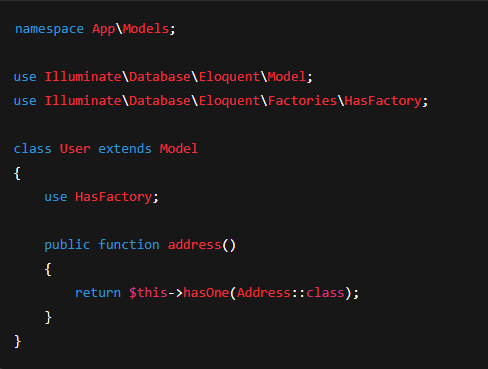 namespace App\Models;
use Illuminate\Database\Eloquent\Model;
use Illuminate\Database\Eloquent\Factories\HasFactory;
class User extends Model
{
use HasFactory;
public function address()
{
return $this->hasOne(Address::class);
}
}